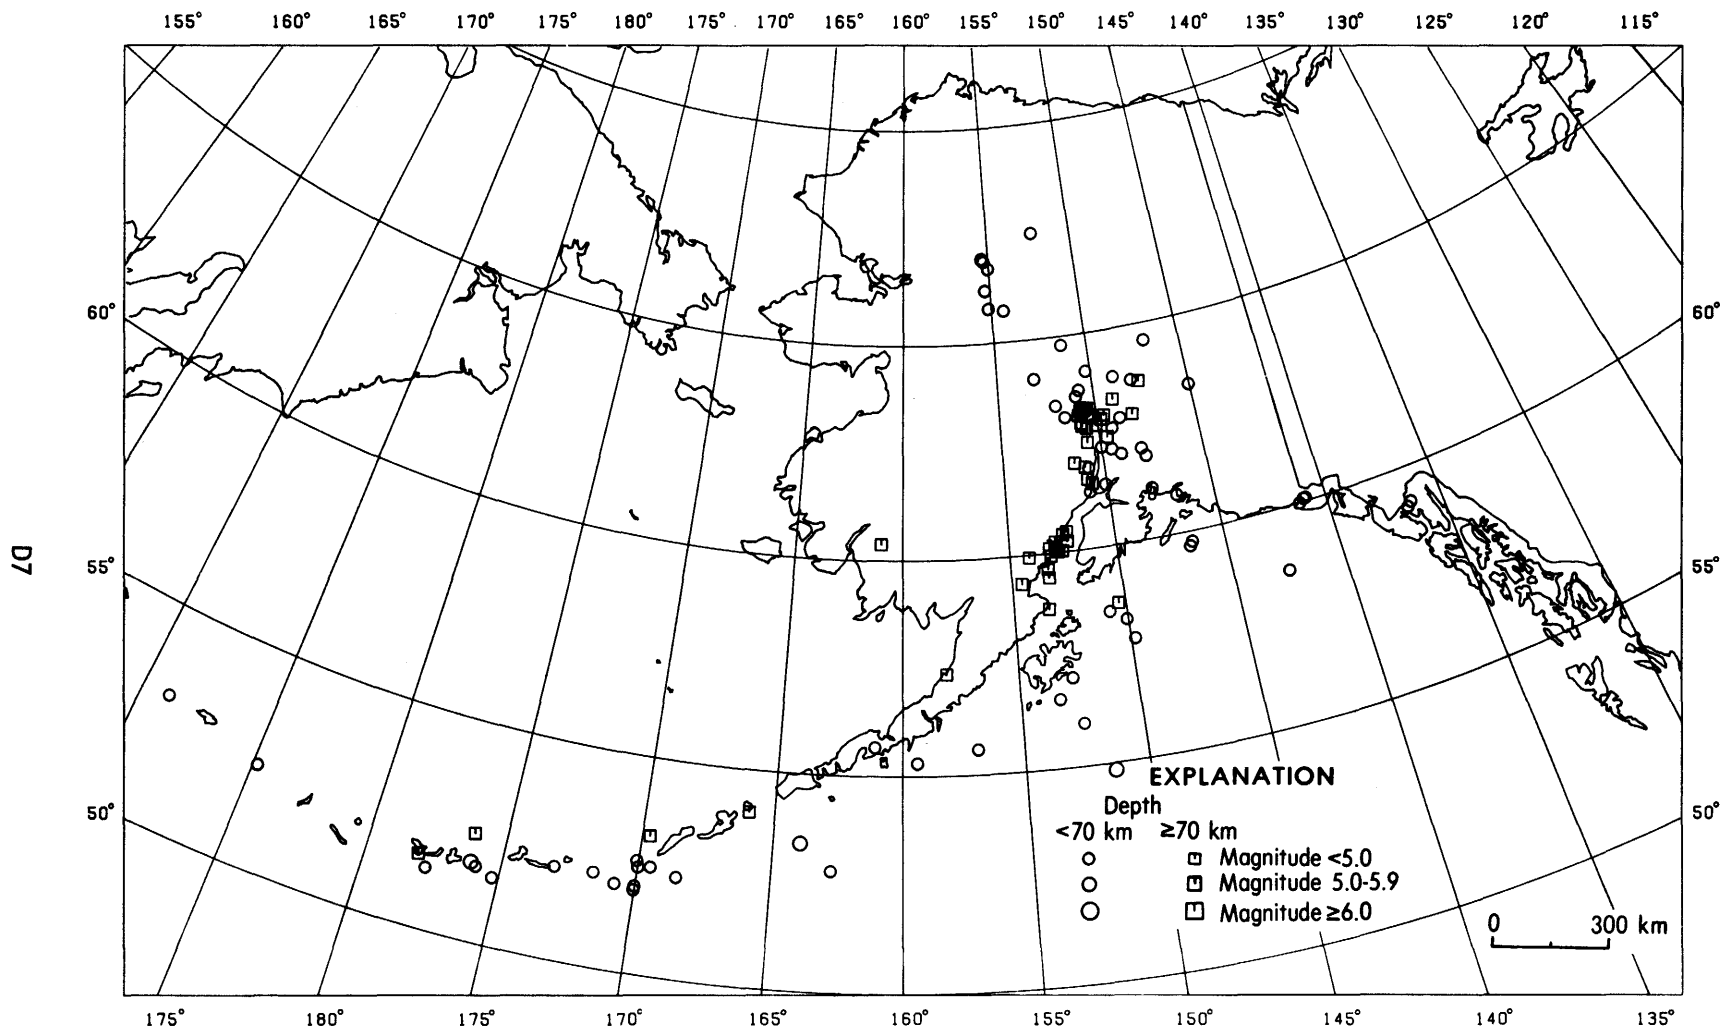 155° 160° 165° 170° 175° 180° 175° 170° 165° 160° 155° 150° 145° 140° 135° 130° 125° 120° 115°
60° 60°
55° 55°
50° 50°
D7
EXPLANATION
Depth
<70 km ≥70 km
Magnitude <5.0
Magnitude 5.0-5.9
Magnitude ≥6.0
0 300 km
175° 180° 175° 170° 165° 160° 155° 150° 145° 140° 135°